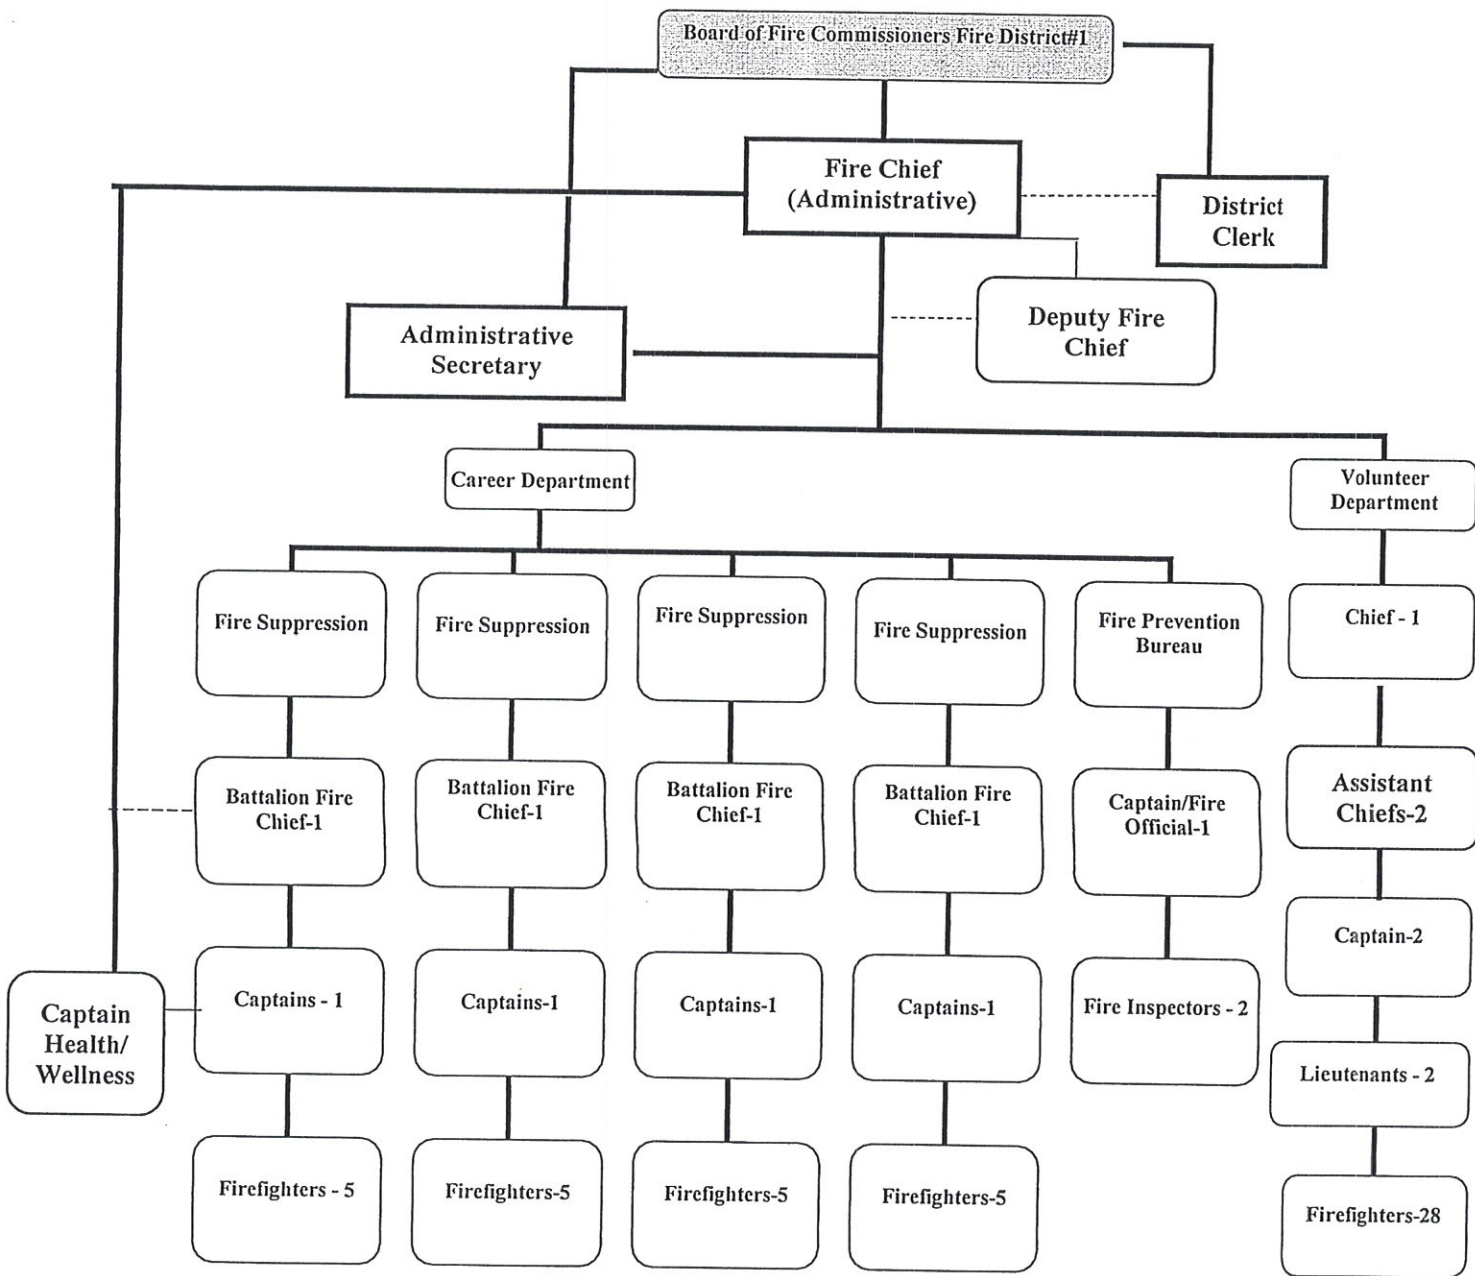 Board of Fire Commissioners Fire District#1
Fire Chief
(Administrative)
District
Clerk
Administrative
Secretary
Deputy Fire
Chief
Career Department
Volunteer
Department
Fire Suppression
Fire Suppression
Fire Suppression
Fire Suppression
Fire Prevention
Bureau
Chief - 1
Battalion Fire
Chief-1
Battalion Fire
Chief-1
Battalion Fire
Chief-1
Battalion Fire
Chief-1
Captain/Fire
Official-1
Assistant
Chiefs-2
Captain-2
Captain
Health/
Wellness
Captains - 1
Captains-1
Captains-1
Captains-1
Fire Inspectors - 2
Lieutenants - 2
Firefighters - 5
Firefighters-5
Firefighters-5
Firefighters-5
Firefighters-28